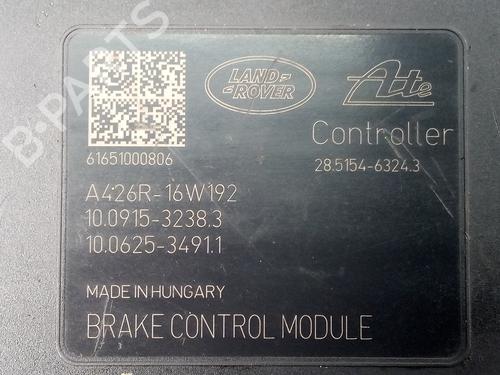 LAND-
-ROVER
Ate
Controller
28.5154-6324.3
61651000806
A426R-16W192
10.0915-3238.3
10.0625-3491.1
MADE IN HUNGARY
BRAKE CONTROL MODULE
B-PARTS